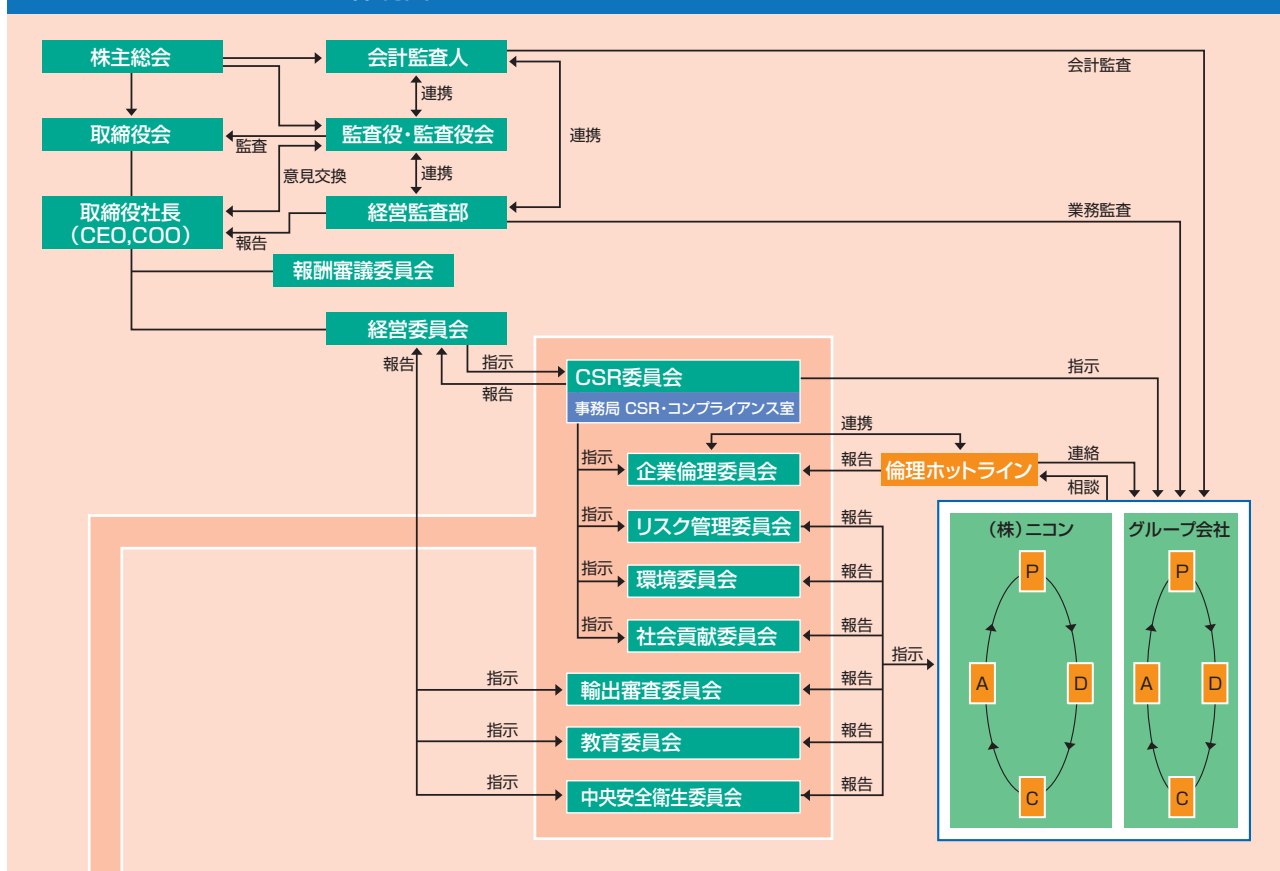 株主総会
会計監査人
会計監査
連携
取締役会
監査
監査役・監査役会
連携
意見交換
連携
取締役社長
(CEO,COO)
報告
経営監査部
業務監査
報酬審議委員会
経営委員会
報告
指示
報告
CSR委員会
事務局 CSR・コンプライアンス室
指示
連携
指示
企業倫理委員会
報告
倫理ホットライン
連絡
相談
指示
リスク管理委員会
報告
指示
環境委員会
報告
指示
社会貢献委員会
報告
指示
指示
輸出審査委員会
報告
指示
教育委員会
報告
指示
中央安全衛生委員会
報告
(株)ニコン
P
A
D
C
グループ会社
P
A
D
C